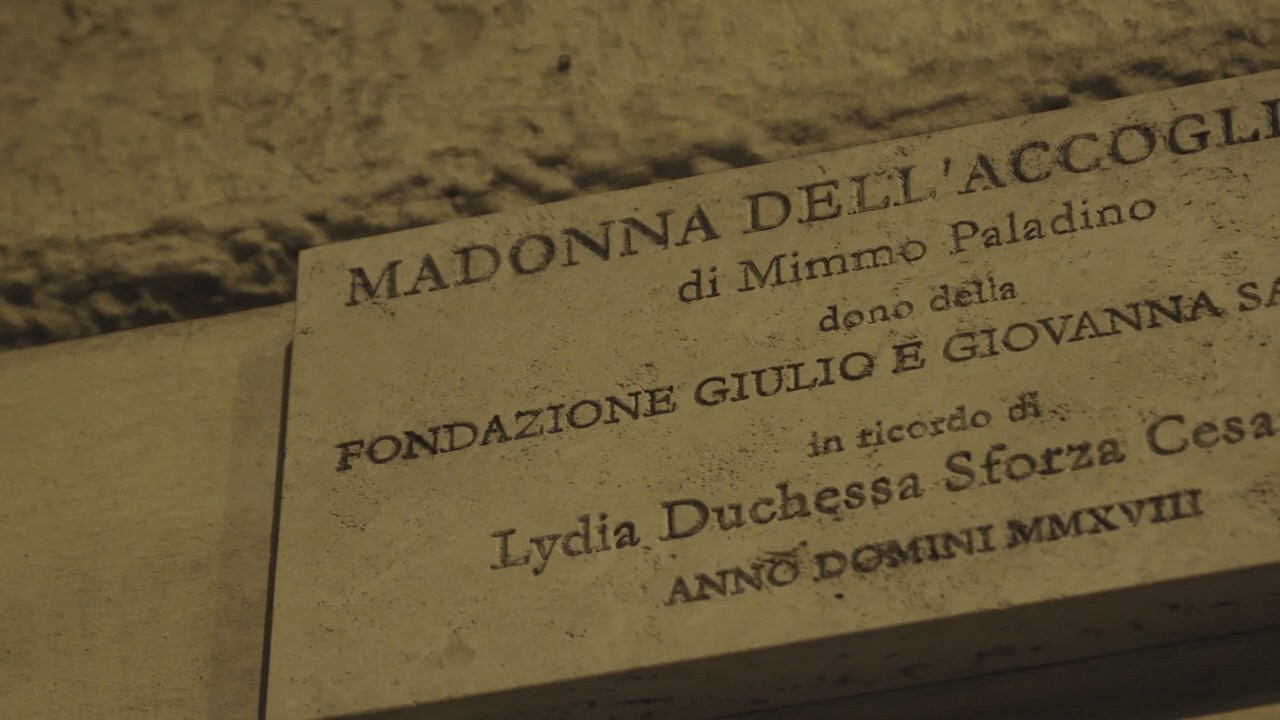 MADONNA DELL'ACCOGLI
di Mimmo Paladino
dono della
FONDAZIONE GIULIO E GIOVANNA SA
in ricordo di
Lydia Duchessa Sforza Cesa
ANNO DOMINI MMXVIII